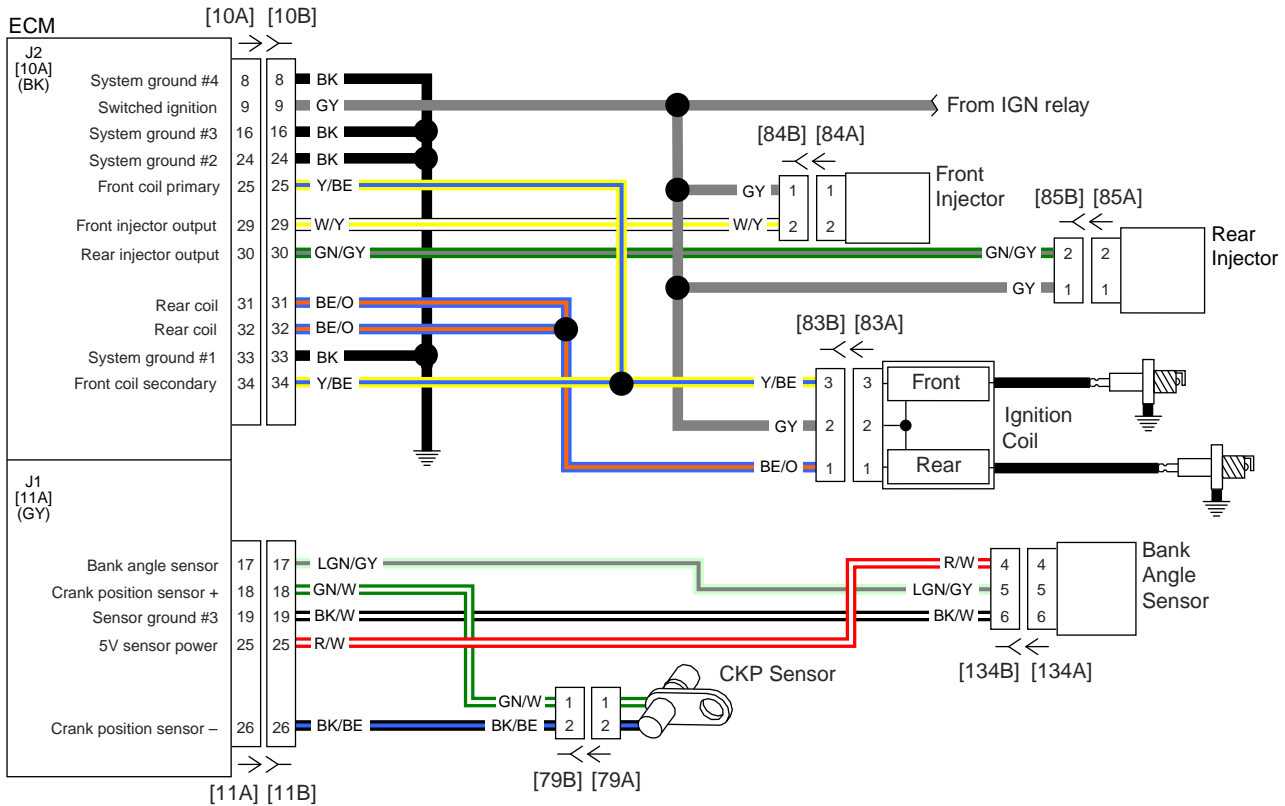 [10A] [10B]
ECM
J2
[10A]
(BK)
System ground #4 8 8 BK
Switched ignition 9 9 GY From IGN relay
System ground #3 16 16 BK
[84B] [84A]
System ground #2 24 24 BK
Front coil primary 25 25 Y/BE
GY 1 1 Front
Injector
Front injector output 29 29 W/Y W/Y 2 2
[85B] [85A]
Rear injector output 30 30 GN/GY GN/GY 2 2 Rear
Injector
GY 1 1
Rear coil 31 31 BE/O
Rear coil 32 32 BE/O
[83B] [83A]
System ground #1 33 33 BK
Front coil secondary 34 34 Y/BE Y/BE 3 3 Front
GY 2 2 Ignition
Coil
BE/O 1 1 Rear
J1
[11A]
(GY)
Bank angle sensor 17 17 LGN/GY R/W 4 4 Bank
Angle
Sensor
Crank position sensor + 18 18 GN/W LGN/GY 5 5
Sensor ground #3 19 19 BK/W BK/W 6 6
5V sensor power 25 25 R/W
[134B] [134A]
CKP Sensor
GN/W 1 1
Crank position sensor – 26 26 BK/BE BK/BE 2 2
[79B] [79A]
[11A] [11B]